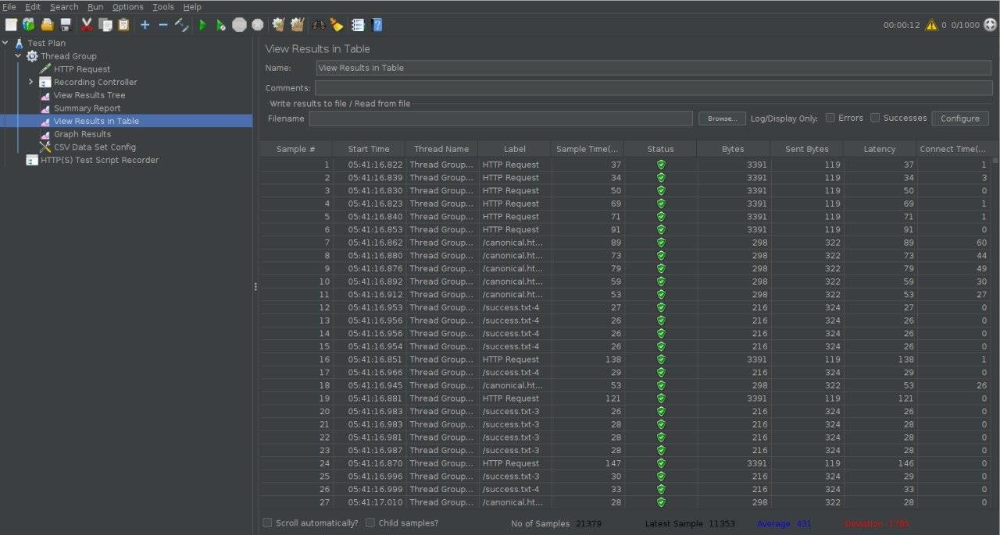 File Edit Search Run Options Tools Help
00:00:12 0 0/1000
Test Plan
Thread Group
HTTP Request
Recording Controller
View Results Tree
Summary Report
View Results in Table
Graph Results
CSV Data Set Config
HTTP(S) Test Script Recorder
View Results in Table
Name: View Results in Table
Comments:
Write results to file / Read from file
Filename Browse... Log/Display Only: Errors Successes Configure
Sample # Start Time Thread Name Label Sample Time(... Status Bytes Sent Bytes Latency Connect Time(...
1 05:41:16.822 Thread Group... HTTP Request 37 3391 119 37 1
2 05:41:16.839 Thread Group... HTTP Request 34 3391 119 34 3
3 05:41:16.830 Thread Group... HTTP Request 50 3391 119 50 0
4 05:41:16.823 Thread Group... HTTP Request 69 3391 119 69 1
5 05:41:16.840 Thread Group... HTTP Request 71 3391 119 71 1
6 05:41:16.853 Thread Group... HTTP Request 91 3391 119 91 0
7 05:41:16.862 Thread Group... /canonical.ht... 89 298 322 89 60
8 05:41:16.880 Thread Group... /canonical.ht... 73 298 322 73 44
9 05:41:16.876 Thread Group... /canonical.ht... 79 298 322 79 49
10 05:41:16.892 Thread Group... /canonical.ht... 59 298 322 59 30
11 05:41:16.912 Thread Group... /canonical.ht... 53 298 322 53 27
12 05:41:16.953 Thread Group... /success.txt-4 27 216 324 27 0
13 05:41:16.956 Thread Group... /success.txt-4 26 216 324 26 0
14 05:41:16.956 Thread Group... /success.txt-4 26 216 324 26 0
15 05:41:16.954 Thread Group... /success.txt-4 26 216 324 26 0
16 05:41:16.851 Thread Group... HTTP Request 138 3391 119 138 1
17 05:41:16.966 Thread Group... /success.txt-4 29 216 324 29 0
18 05:41:16.945 Thread Group... /canonical.ht... 53 298 322 53 26
19 05:41:16.881 Thread Group... HTTP Request 121 3391 119 121 0
20 05:41:16.983 Thread Group... /success.txt-3 26 216 324 26 0
21 05:41:16.983 Thread Group... /success.txt-3 28 216 324 28 0
22 05:41:16.981 Thread Group... /success.txt-3 28 216 324 28 0
23 05:41:16.987 Thread Group... /success.txt-3 28 216 324 28 0
24 05:41:16.870 Thread Group... HTTP Request 147 3391 119 146 0
25 05:41:16.996 Thread Group... /success.txt-3 30 216 324 29 0
26 05:41:16.999 Thread Group... /success.txt-4 33 216 324 33 0
27 05:41:17.010 Thread Group... /canonical.ht... 28 298 322 28 0
Scroll automatically? Child samples? No of Samples 21379 Latest Sample 11353 Average 431 Deviation 1785